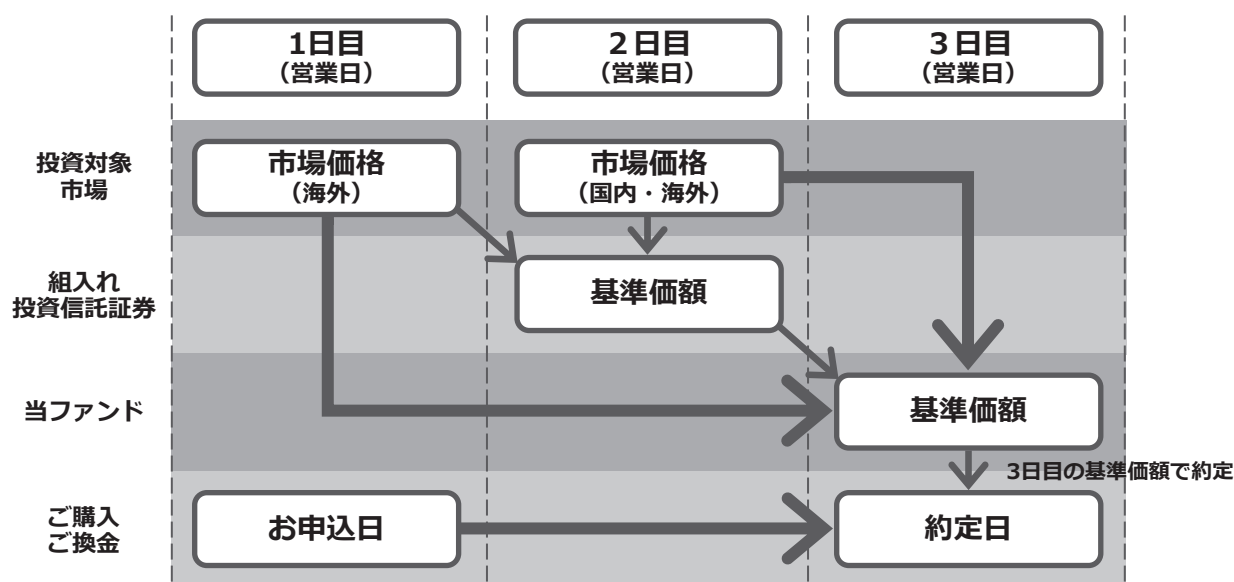 1日目
(営業日)
2日目
(営業日)
3日目
(営業日)
投資対象
市場
市場価格
(海外)
市場価格
(国内・海外)
組入れ
投資信託証券
基準価額
当ファンド
基準価額
3日目の基準価額で約定
ご購入
ご換金
お申込日
約定日